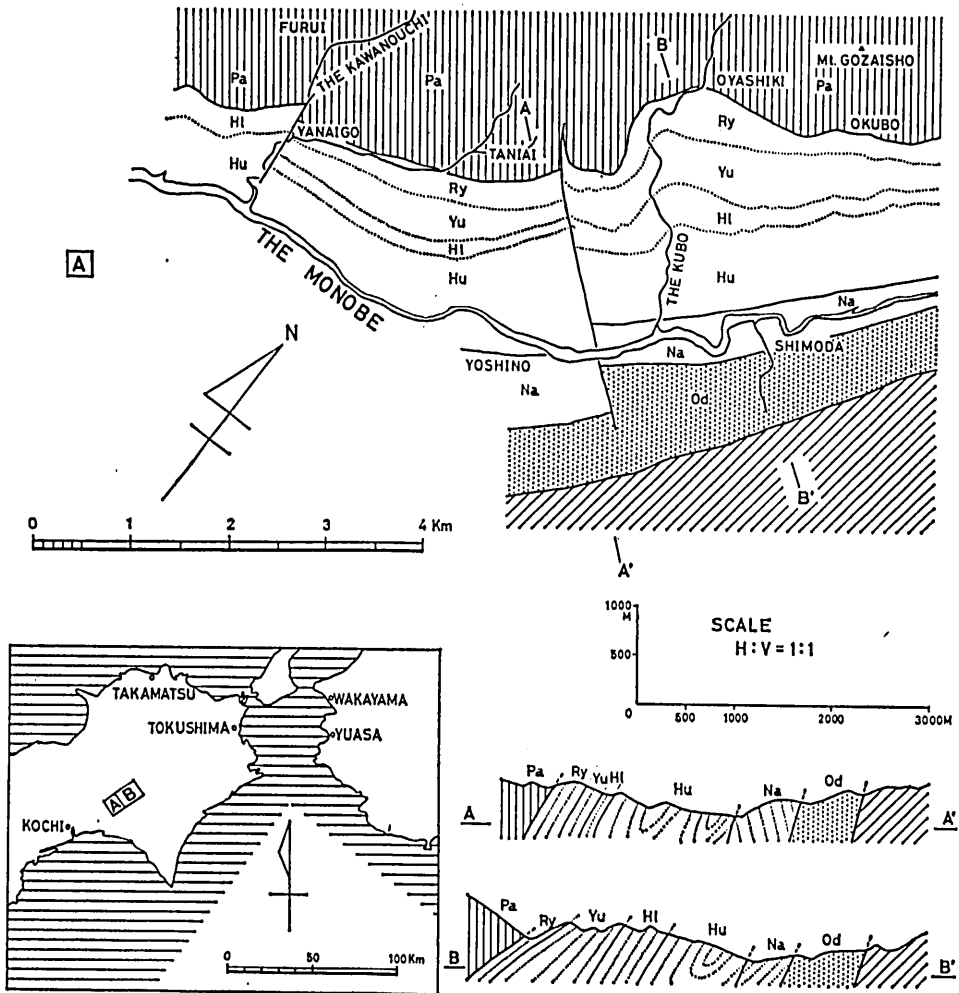 FURUI
THE KAWANOUCHI
B'
Mt. GOZAISHO
OYASHIKI
Pa
Pa
A
Pa
Hl
YANAIGO
TANIAI
Ry
OKUBO
Hu
Ry
Yu
Yu
Hl
Hl
THE MONOBE
Hu
THE KUBO
Hu
A
Na
N
YOSHINO
Na
SHIMODA
Na
Od
B'
0 1 2 3 4 Km
A'
1000
M
SCALE
H:V=1:1
500
0 500 1000 2000 3000M
TAKAMATSU
WAKAYAMA
TOKUSHIMA
YUASA
A B
KOCHI
0 100 Km
Pa Ry Yu Hl Hu Na Od
A A'
Pa Ry Yu Hl Hu Na Od
B B'